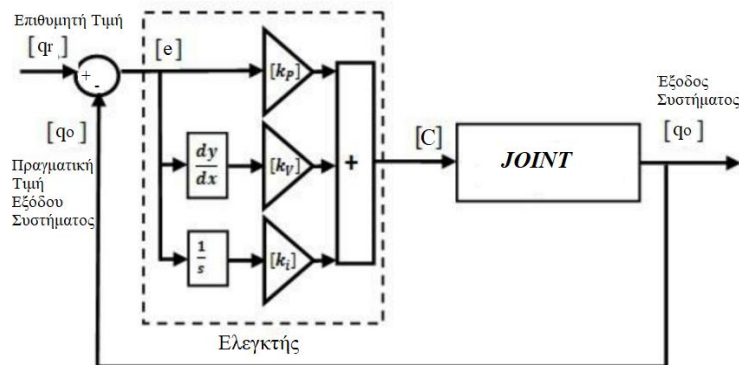 Επιθυμητή Τιμή
[qr]
+
-
[e]
[kP]
[qo]
Πραγματική
Τιμή
Εξόδου
Συστήματος
dy
dx
[kV]
+
[C]
JOINT
Έξοδος
Συστήματος
[qo]
1
s
[ki]
Ελεγκτής